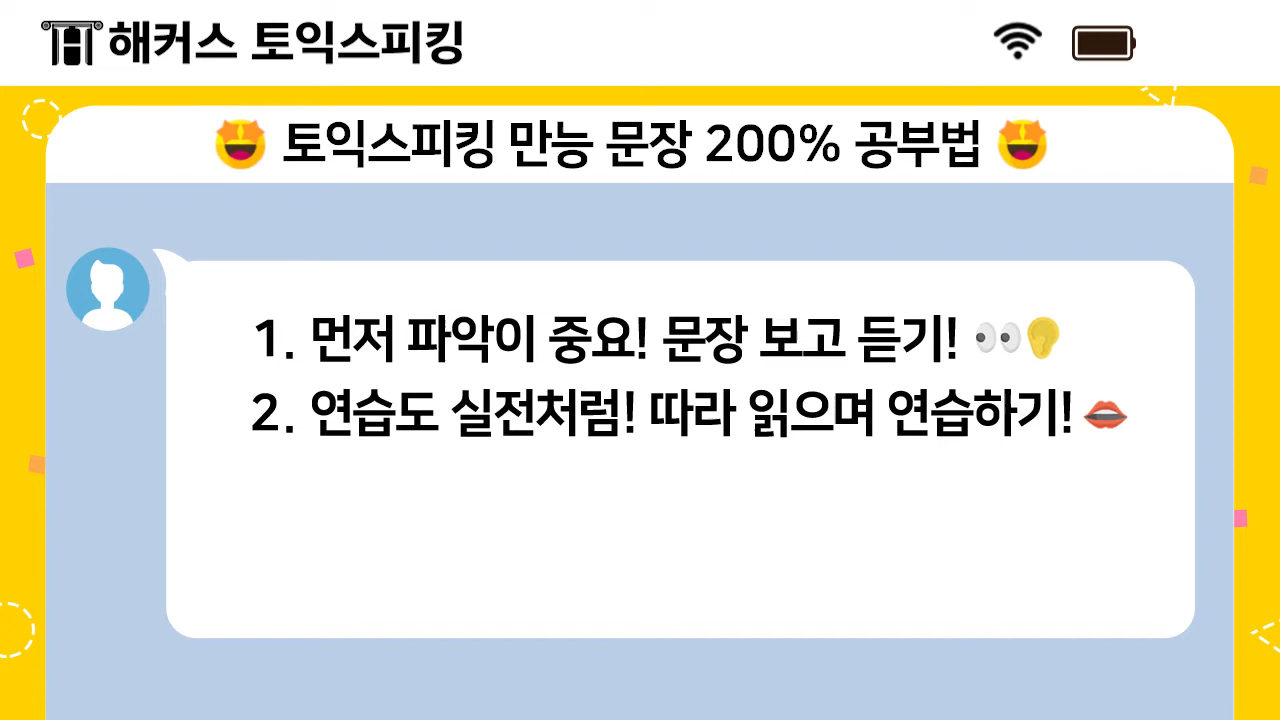 해커스 토익스피킹
🤩 토익스피킹 만능 문장 200% 공부법 🤩
1. 먼저 파악이 중요! 문장 보고 듣기! 👀👂
2. 연습도 실전처럼! 따라 읽으며 연습하기! 👄